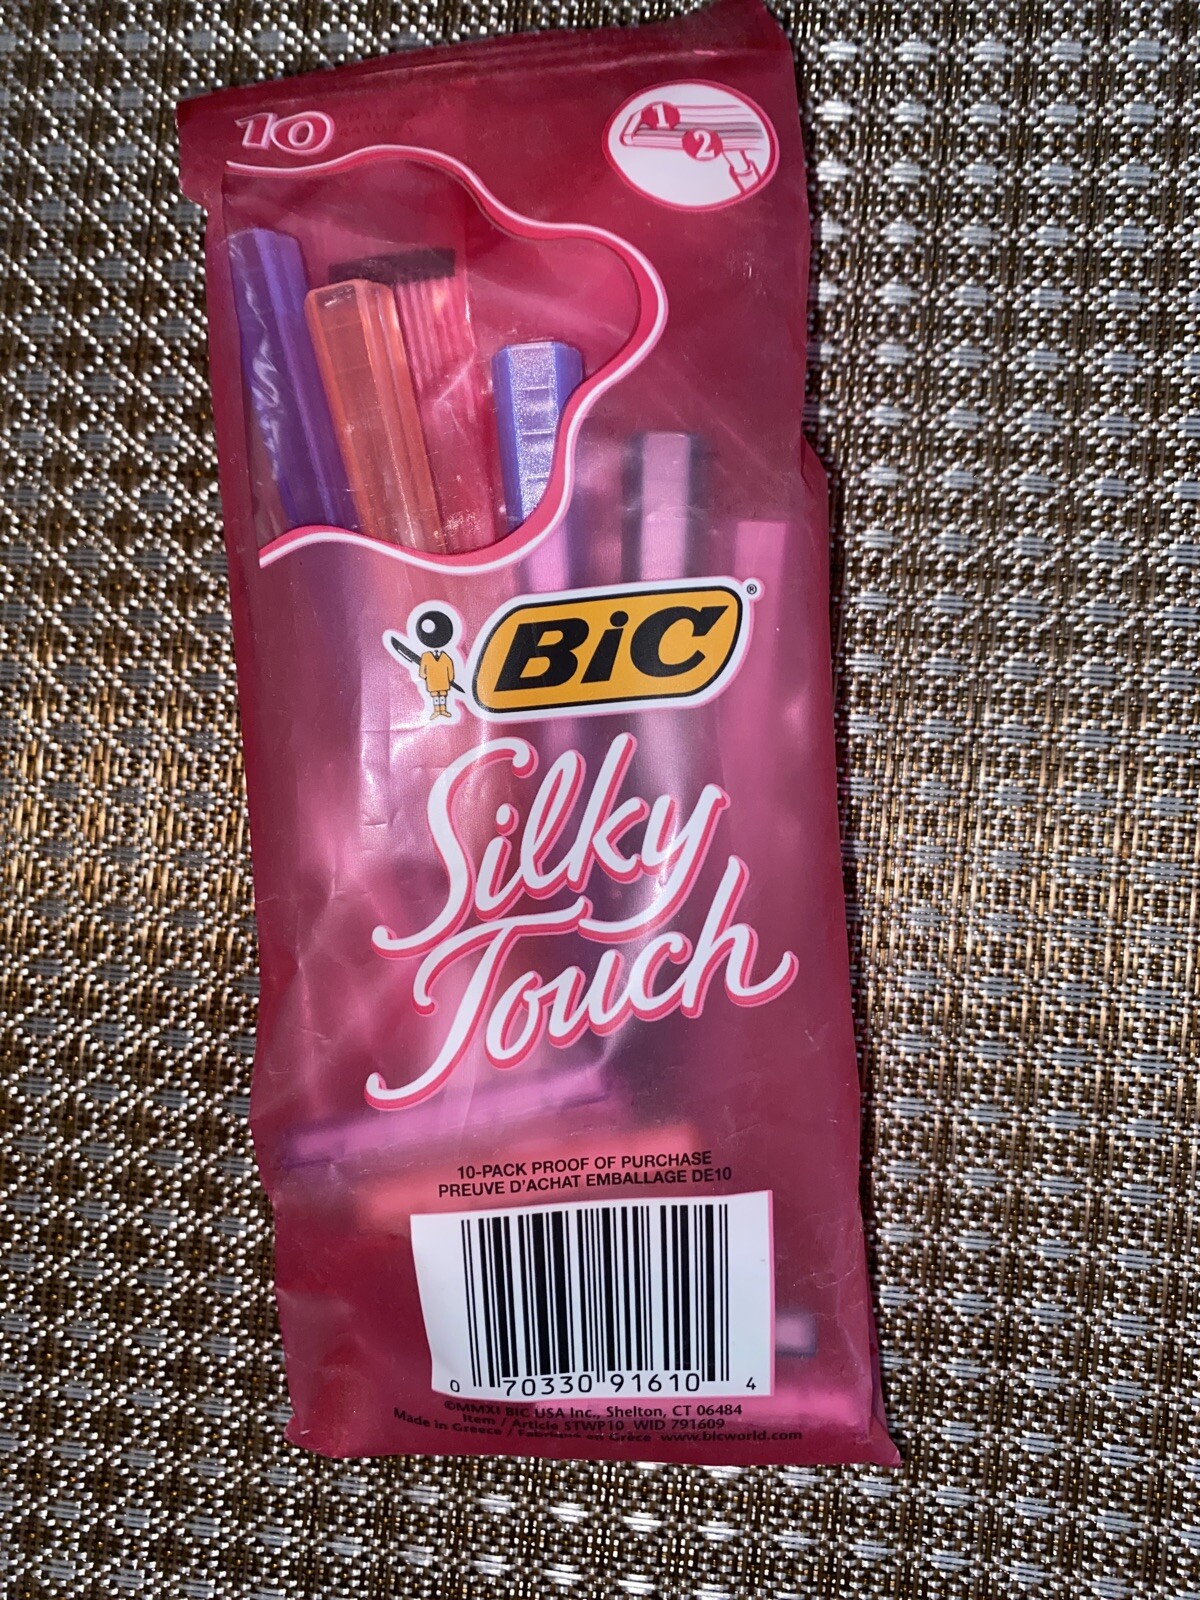 10
1
2
BiC®
Silky
Touch
10-PACK PROOF OF PURCHASE
PREUVE D'ACHAT EMBALLAGE DE10
0 70330 91610 4
©MMXI BIC USA Inc., Shelton, CT 06484
Item / Article STWP10 WID 791609
Made in Greece / Fabriqué en Grèce www.bicworld.com